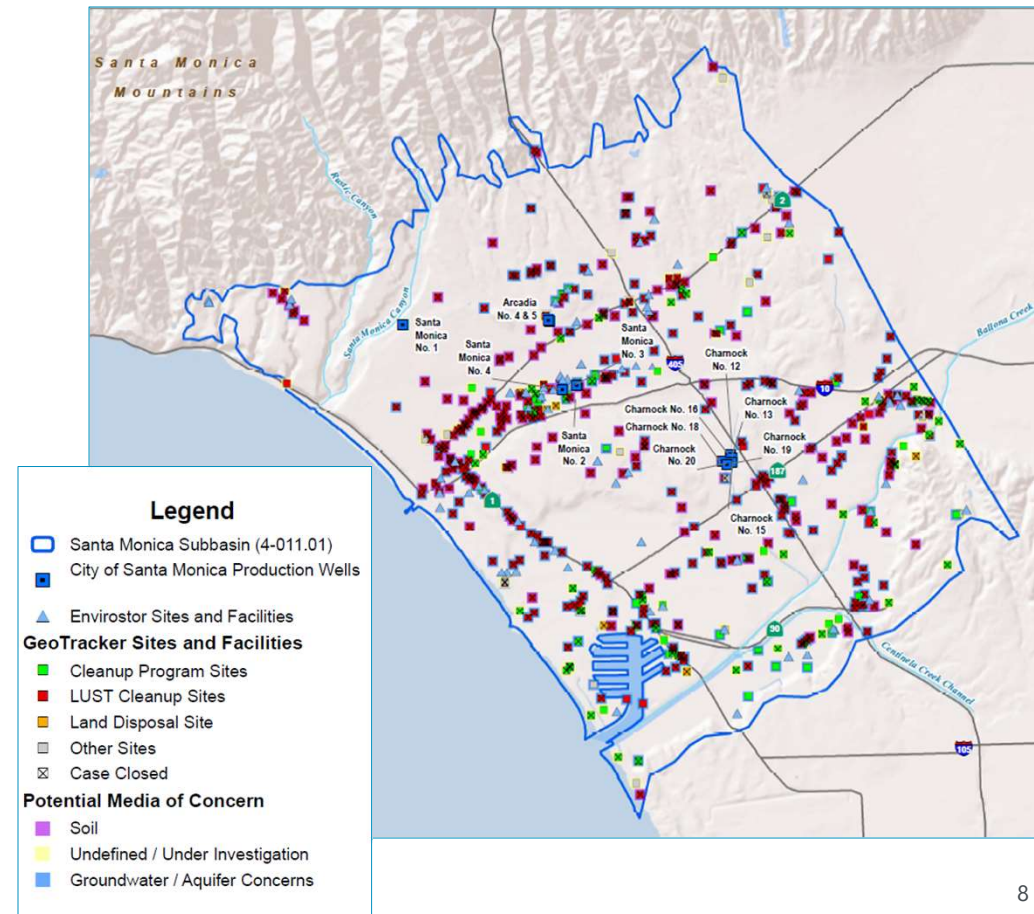 Santa Monica
Mountains
Rustic Canyon
Santa Monica Canyon
2
Ballona Creek
Arcadia
No. 4 & 5
Santa
Monica
No. 1
Santa
Monica
No. 4
Santa
Monica
No. 3
405
Charnock
No. 12
10
Charnock No. 16
Charnock No. 18
Charnock
No. 13
Santa
Monica
No. 2
Charnock
No. 20
Charnock
No. 19
187
1
Charnock
No. 15
90
Centinela Creek Channel
105
Legend
Santa Monica Subbasin (4-011.01)
City of Santa Monica Production Wells
Envirostor Sites and Facilities
GeoTracker Sites and Facilities
Cleanup Program Sites
LUST Cleanup Sites
Land Disposal Site
Other Sites
Case Closed
Potential Media of Concern
Soil
Undefined / Under Investigation
Groundwater / Aquifer Concerns
8